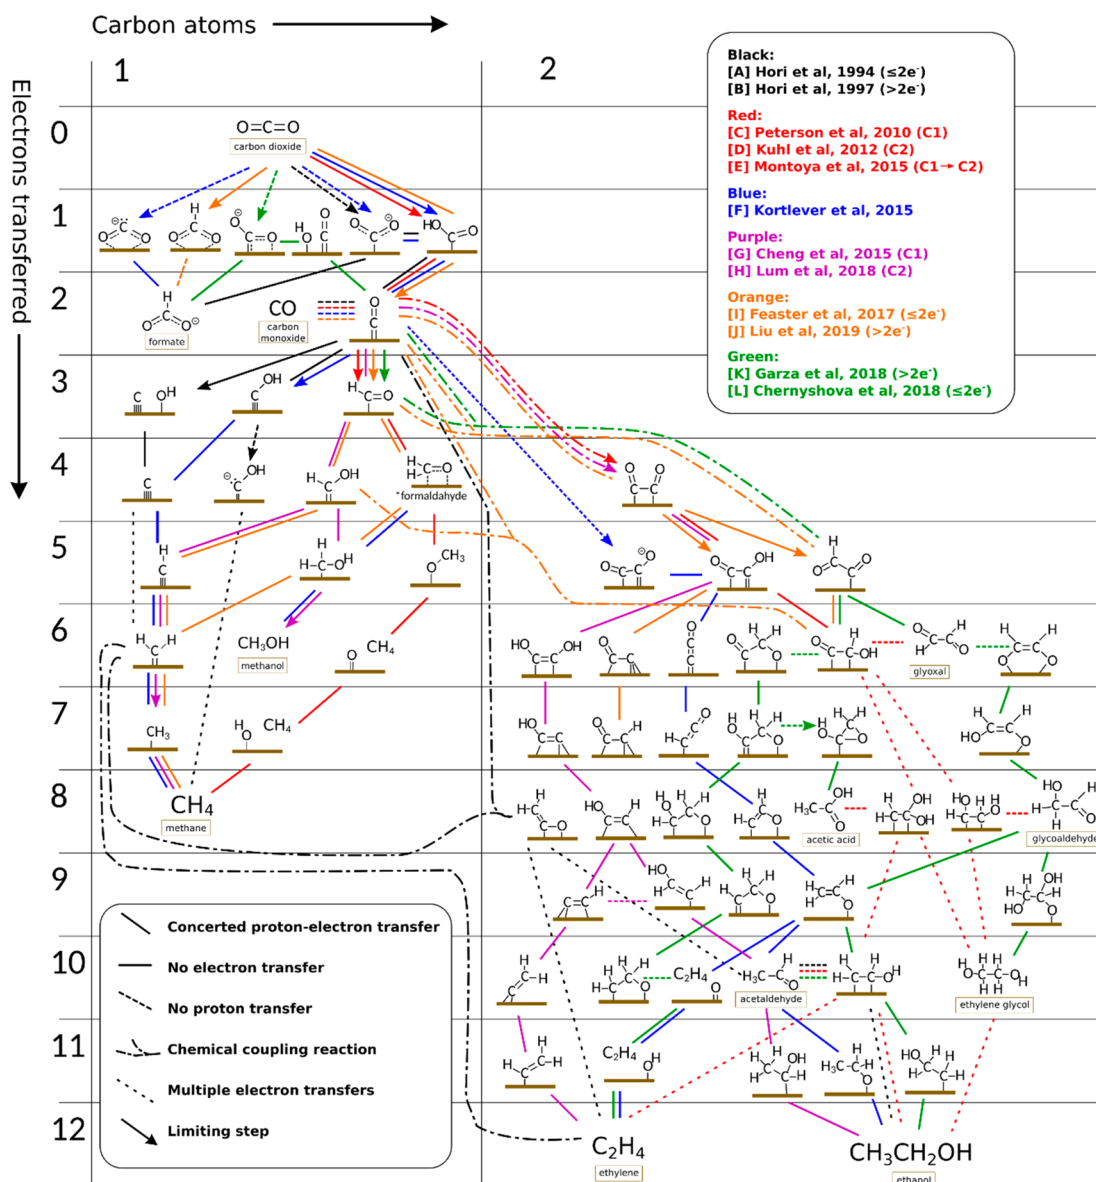 Carbon atoms
Electrons transferred
1
2
Black:
[A] Hori et al, 1994 (≤2e⁻)
[B] Hori et al, 1997 (>2e⁻)
Red:
[C] Peterson et al, 2010 (C1)
[D] Kuhl et al, 2012 (C2)
[E] Montoya et al, 2015 (C1→ C2)
Blue:
[F] Kortlever et al, 2015
Purple:
[G] Cheng et al, 2015 (C1)
[H] Lum et al, 2018 (C2)
Orange:
[I] Feaster et al, 2017 (≤2e⁻)
[J] Liu et al, 2019 (>2e⁻)
Green:
[K] Garza et al, 2018 (>2e⁻)
[L] Chernyshova et al, 2018 (≤2e⁻)
0
O=C=O
carbon dioxide
1
2
formate
CO
carbon
monoxide
3
4
*formaldahyde
5
OCH₃
6
CH₃OH
methanol
CH₄
glyoxal
7
CH₃
CH₄
8
CH₄
methane
acetic acid
glycoaldehyde
9
10
C₂H₄
acetaldehyde
ethylene glycol
11
C₂H₄
12
C₂H₄
ethylene
CH₃CH₂OH
ethanol
Concerted proton-electron transfer
No electron transfer
No proton transfer
Chemical coupling reaction
Multiple electron transfers
Limiting step